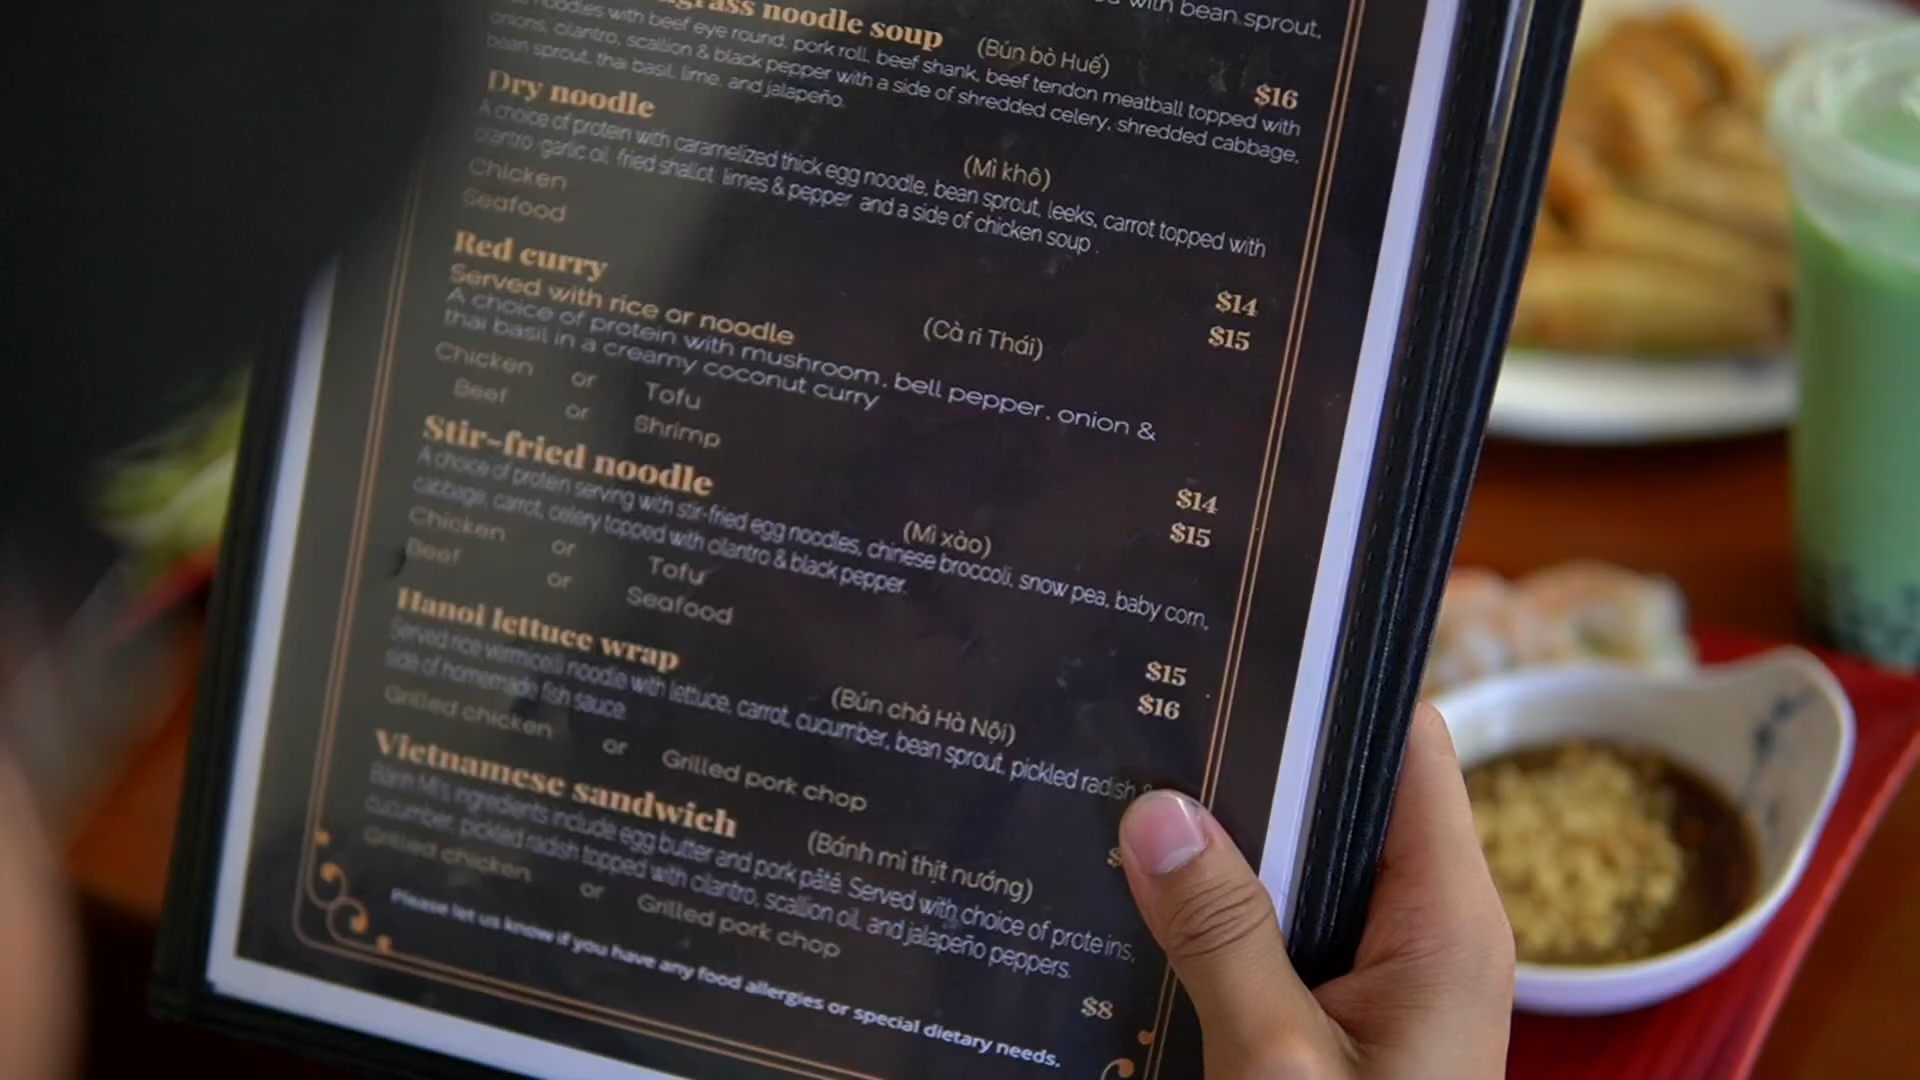 with bean sprout,
grass noodle soup (Bún bò Huế) $16
noodles with beef eye round, pork roll, beef shank, beef tendon meatball topped with
onions, cilantro, scallion & black pepper with a side of shredded celery, shredded cabbage,
bean sprout, thai basil, lime, and jalapeño.
Dry noodle (Mì khô)
A choice of protein with caramelized thick egg noodle, bean sprout, leeks, carrot topped with
cilantro garlic oil, fried shallot, limes & pepper and a side of chicken soup.
Chicken $14
Seafood $15
Red curry (Cà ri Thái)
Served with rice or noodle
A choice of protein with mushroom, bell pepper, onion &
thai basil in a creamy coconut curry
Chicken or Tofu $14
Beef or Shrimp $15
Stir-fried noodle (Mì xào)
A choice of protien serving with stir-fried egg noodles, chinese broccoli, snow pea, baby corn,
cabbage, carrot, celery topped with cilantro & black pepper.
Chicken or Tofu $15
Beef or Seafood $16
Hanoi lettuce wrap (Bún chả Hà Nội)
Served rice vermicelli noodle with lettuce, carrot, cucumber, bean sprout, pickled radish &
side of homemade fish sauce
Grilled chicken or Grilled pork chop $
Vietnamese sandwich (Bánh mì thịt nướng)
Bánh Mì's ingredients include egg butter and pork pâtê. Served with choice of proteins,
cucumber, pickled radish topped with cilantro, scallion oil, and jalapeño peppers.
Grilled chicken or Grilled pork chop $8
Please let us know if you have any food allergies or special dietary needs.